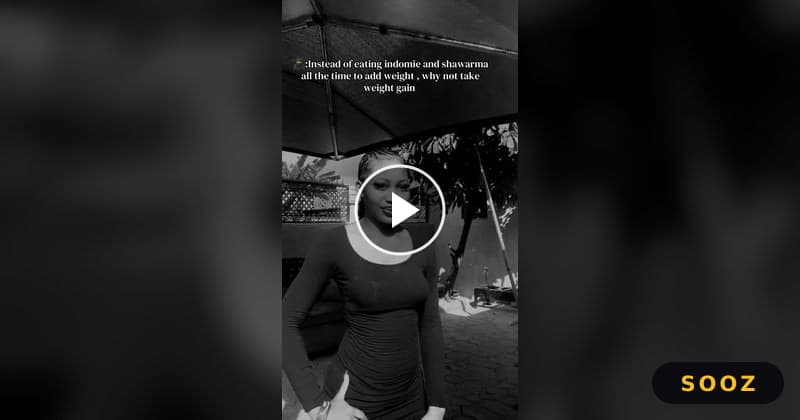 :Instead of eating indomie and shawarma
all the time to add weight , why not take
weight gain
SOOZ